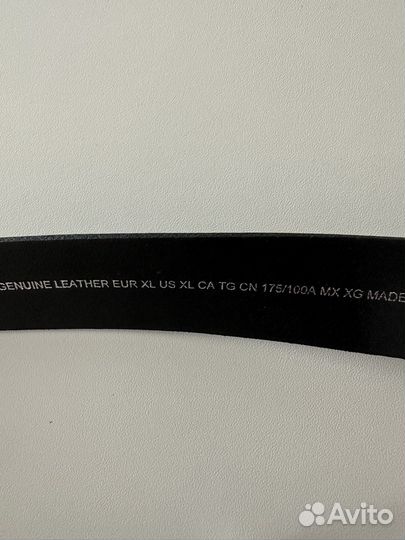 GENUINE LEATHER EUR XL US XL CA TG CN 175/100A MX XG MADE
Avito